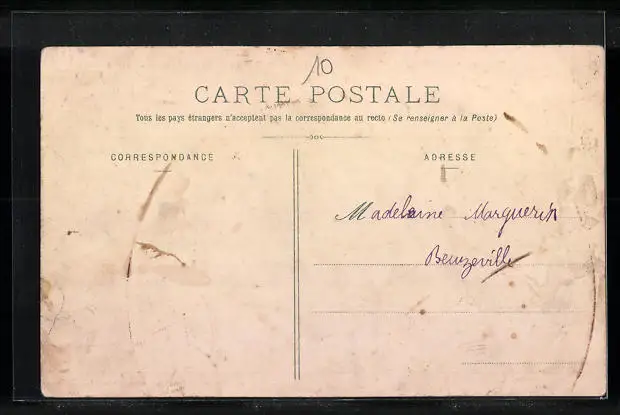 10
CARTE POSTALE
Tous les pays étrangers n'acceptent pas la correspondance au recto (Se renseigner à la Poste)
CORRESPONDANCE
ADRESSE
Madelaine Marguerin
Beuzeville